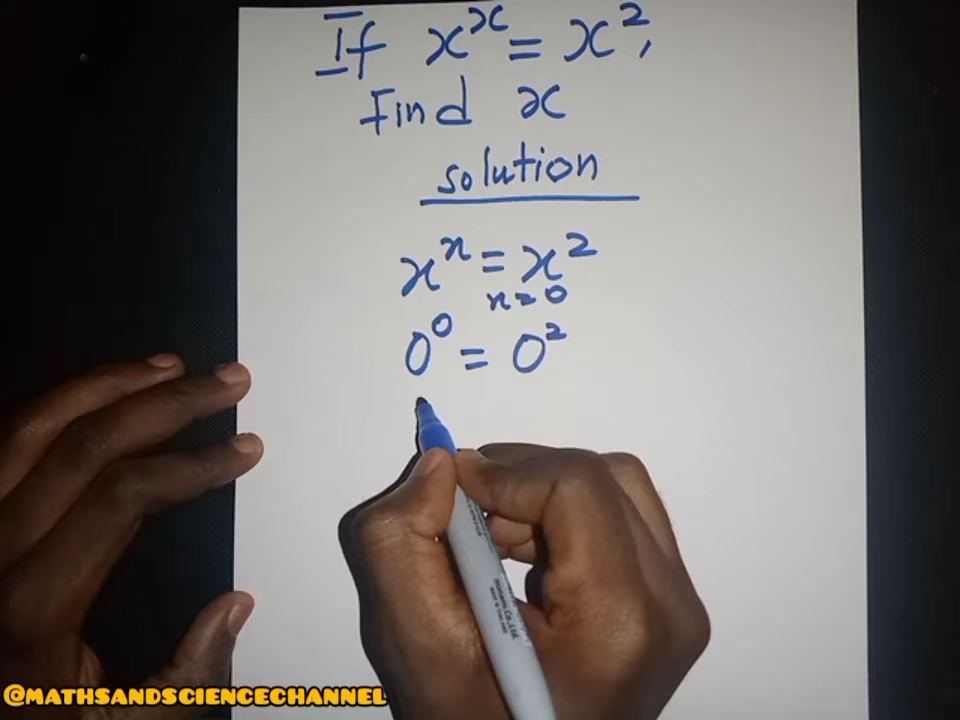 If x^x = x^2,
Find x
solution
x^x = x^2
x = 0
0^0 = 0^2
@MATHSANDSCIENCECHANNEL